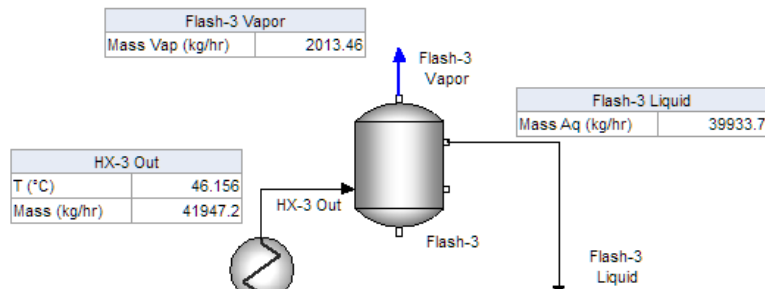 Flash-3 Vapor
Mass Vap (kg/hr) 2013.46
Flash-3
Vapor
Flash-3 Liquid
Mass Aq (kg/hr) 39933.7
HX-3 Out
T (°C) 46.156
Mass (kg/hr) 41947.2
HX-3 Out
Flash-3
Flash-3
Liquid